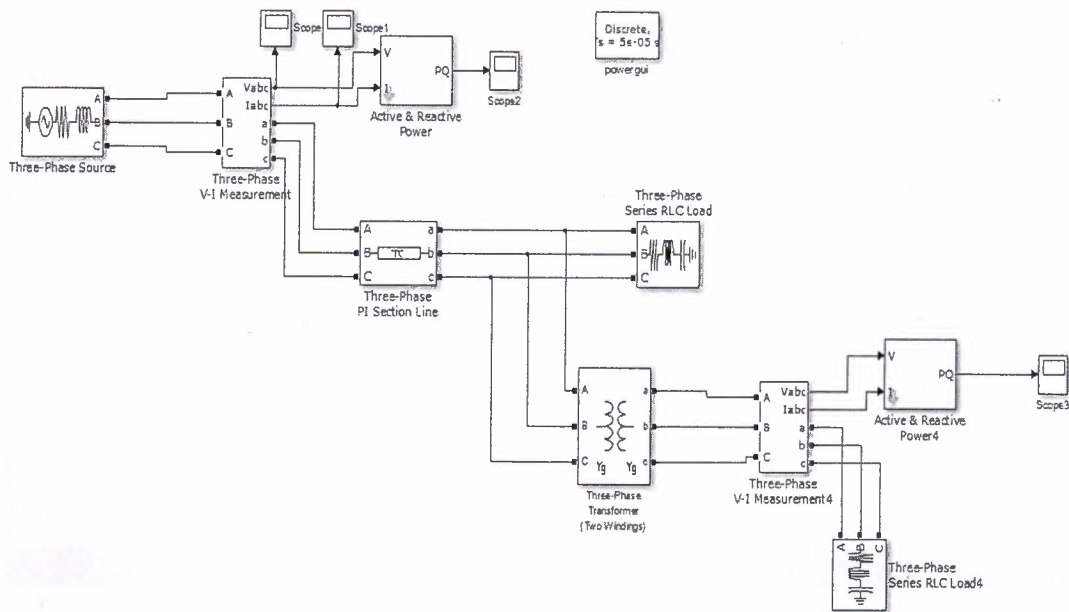 Scope
Scope1
V
I
PQ
Active & Reactive
Power
Scope2
Discrete,
s = 5e-05 s
powergui
A
B
C
Three-Phase Source
A
B
C
Vabc
Iabc
a
b
c
Three-Phase
V-I Measurement
A
B
C
π
a
b
c
Three-Phase
PI Section Line
Three-Phase
Series RLC Load
A
B
C
A
B
C
Yg
Yg
a
b
c
Three-Phase
Transformer
(Two Windings)
A
B
C
Vabc
Iabc
a
b
c
Three-Phase
V-I Measurement4
V
I
PQ
Active & Reactive
Power4
Scope3
A
B
C
Three-Phase
Series RLC Load4